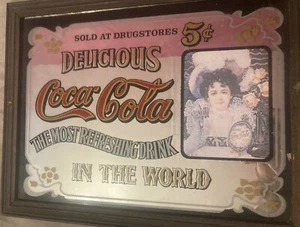 SOLD AT DRUGSTORES 5¢
DELICIOUS
Coca-Cola
THE MOST REFRESHING DRINK
IN THE WORLD